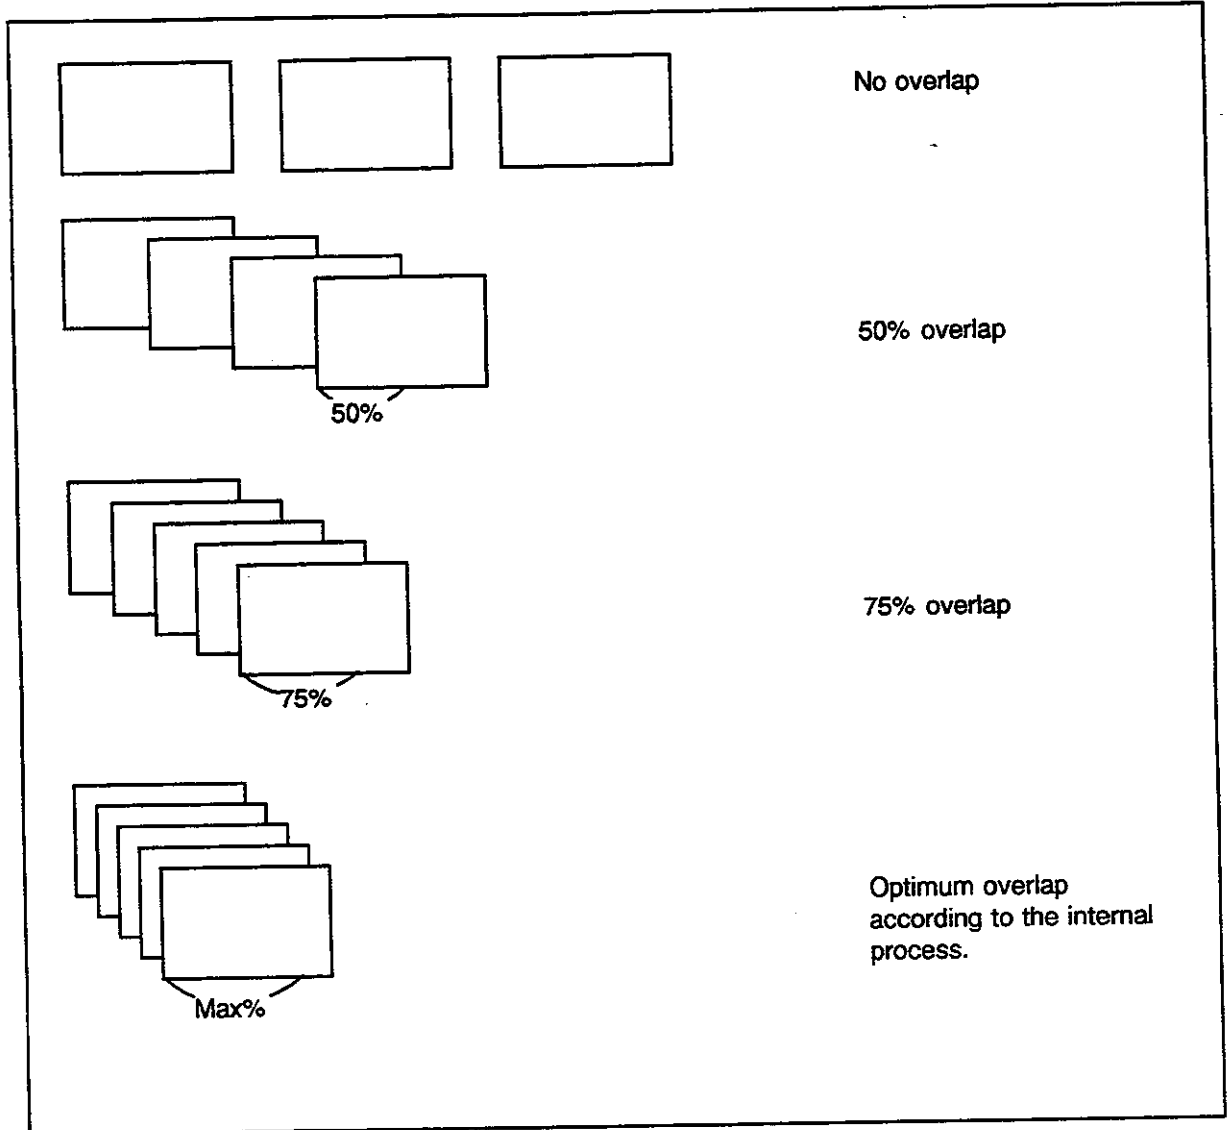 No overlap
50% overlap
50%
75% overlap
75%
Optimum overlap
according to the internal
process.
Max%